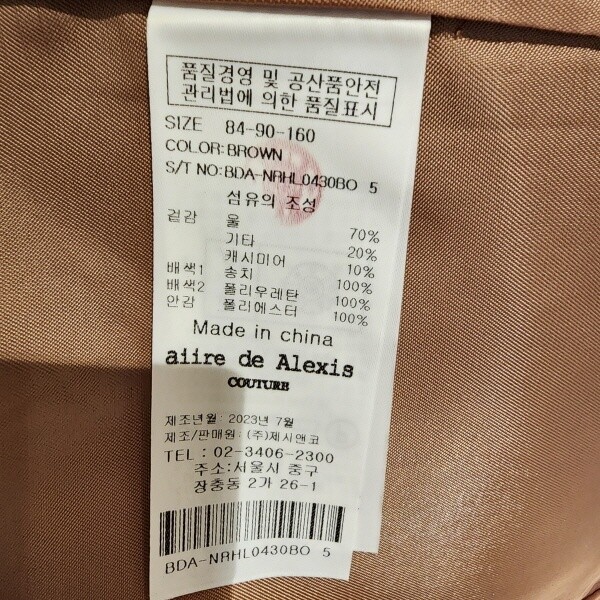 품질경영 및 공산품안전
관리법에 의한 품질표시
SIZE 84-90-160
COLOR:BROWN
S/T NO:BDA-NRHL0430BO 5
섬유의 조성
겉감 울 70%
기타 20%
캐시미어 10%
배색1 송치 100%
배색2 폴리우레탄 100%
안감 폴리에스터 100%
Made in china
aiire de Alexis
COUTURE
제조년월: 2023년 7월
제조/판매원: (주)제시앤코
TEL : 02-3406-2300
주소:서울시 중구
장충동 2가 26-1
BDA-NRHL0430BO 5